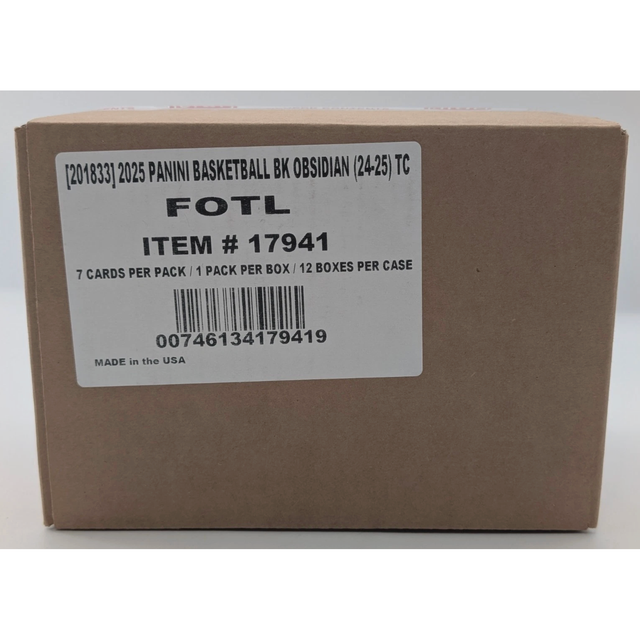 [201833] 2025 PANINI BASKETBALL BK OBSIDIAN (24-25) TC
FOTL
ITEM # 17941
7 CARDS PER PACK / 1 PACK PER BOX / 12 BOXES PER CASE
00746134179419
MADE in the USA